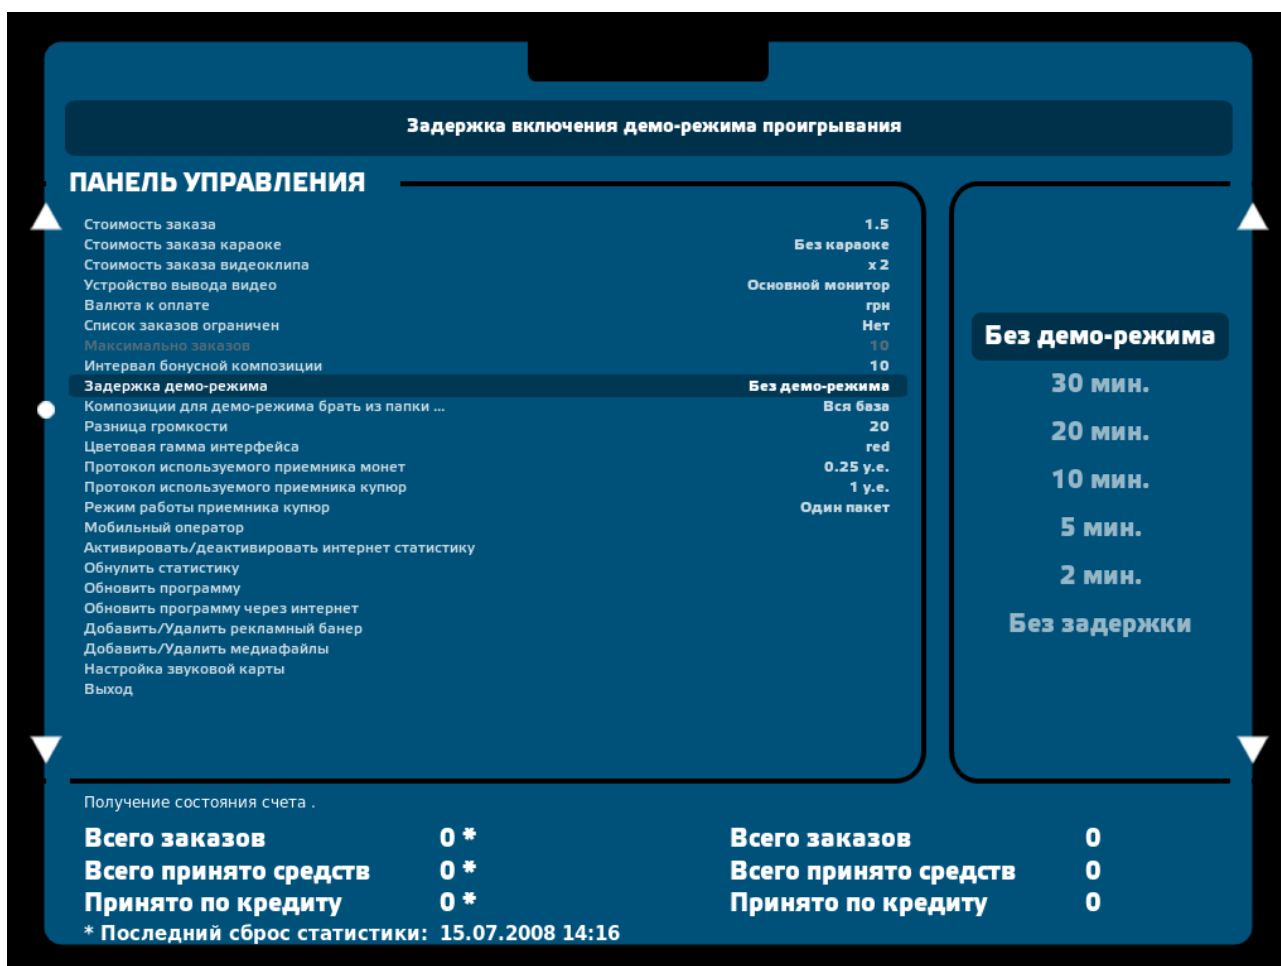 Задержка включения демо-режима проигрывания
ПАНЕЛЬ УПРАВЛЕНИЯ
Стоимость заказа 1.5
Стоимость заказа караоке Без караоке
Стоимость заказа видеоклипа x 2
Устройство вывода видео Основной монитор
Валюта к оплате грн
Список заказов ограничен Нет
Максимально заказов 10
Интервал бонусной композиции 10
Задержка демо-режима Без демо-режима
Композиции для демо-режима брать из папки ... Вся база
Разница громкости 20
Цветовая гамма интерфейса red
Протокол используемого приемника монет 0.25 у.е.
Протокол используемого приемника купюр 1 у.е.
Режим работы приемника купюр Один пакет
Мобильный оператор
Активировать/деактивировать интернет статистику
Обнулить статистику
Обновить программу
Обновить программу через интернет
Добавить/Удалить рекламный банер
Добавить/Удалить медиафайлы
Настройка звуковой карты
Выход
Без демо-режима
30 мин.
20 мин.
10 мин.
5 мин.
2 мин.
Без задержки
Получение состояния счета .
Всего заказов 0 * Всего заказов 0
Всего принято средств 0 * Всего принято средств 0
Принято по кредиту 0 * Принято по кредиту 0
* Последний сброс статистики: 15.07.2008 14:16